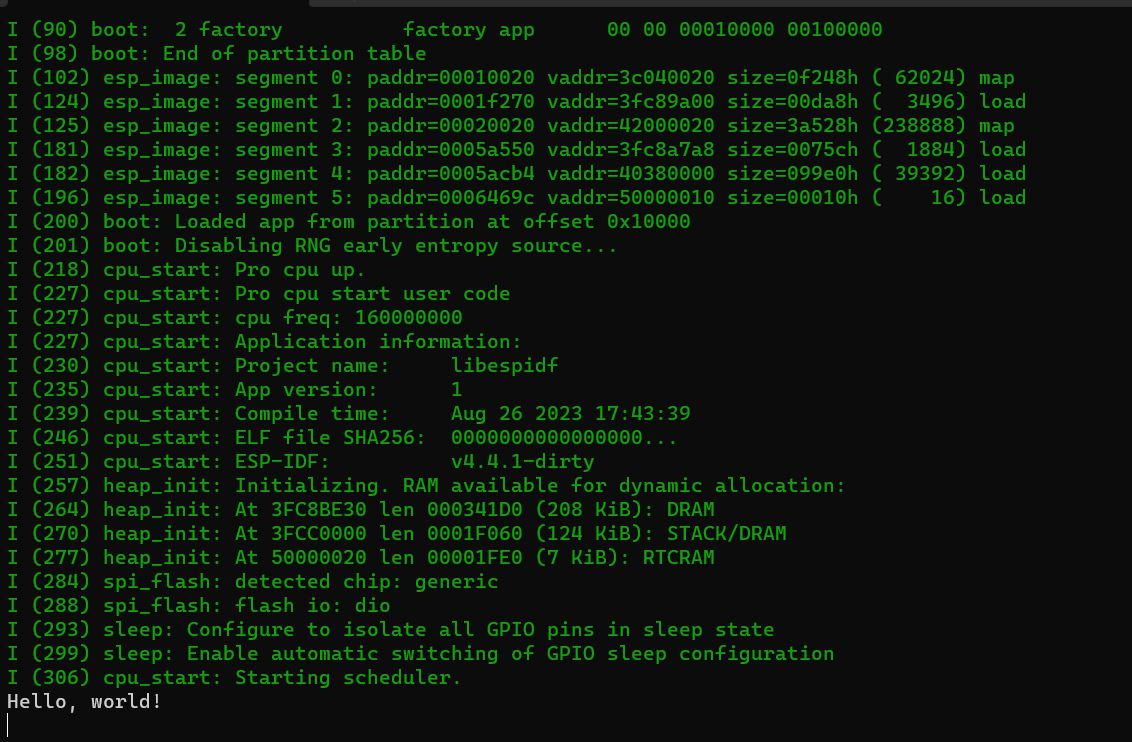 I (90) boot:  2 factory          factory app      00 00 00010000 00100000
I (98) boot: End of partition table
I (102) esp_image: segment 0: paddr=00010020 vaddr=3c040020 size=0f248h ( 62024) map
I (124) esp_image: segment 1: paddr=0001f270 vaddr=3fc89a00 size=00da8h (  3496) load
I (125) esp_image: segment 2: paddr=00020020 vaddr=42000020 size=3a528h (238888) map
I (181) esp_image: segment 3: paddr=0005a550 vaddr=3fc8a7a8 size=0075ch (  1884) load
I (182) esp_image: segment 4: paddr=0005acb4 vaddr=40380000 size=099e0h ( 39392) load
I (196) esp_image: segment 5: paddr=0006469c vaddr=50000010 size=00010h (    16) load
I (200) boot: Loaded app from partition at offset 0x10000
I (201) boot: Disabling RNG early entropy source...
I (218) cpu_start: Pro cpu up.
I (227) cpu_start: Pro cpu start user code
I (227) cpu_start: cpu freq: 160000000
I (227) cpu_start: Application information:
I (230) cpu_start: Project name:     libespidf
I (235) cpu_start: App version:      1
I (239) cpu_start: Compile time:     Aug 26 2023 17:43:39
I (246) cpu_start: ELF file SHA256:  0000000000000000...
I (251) cpu_start: ESP-IDF:          v4.4.1-dirty
I (257) heap_init: Initializing. RAM available for dynamic allocation:
I (264) heap_init: At 3FC8BE30 len 000341D0 (208 KiB): DRAM
I (270) heap_init: At 3FCC0000 len 0001F060 (124 KiB): STACK/DRAM
I (277) heap_init: At 50000020 len 00001FE0 (7 KiB): RTCRAM
I (284) spi_flash: detected chip: generic
I (288) spi_flash: flash io: dio
I (293) sleep: Configure to isolate all GPIO pins in sleep state
I (299) sleep: Enable automatic switching of GPIO sleep configuration
I (306) cpu_start: Starting scheduler.
Hello, world!